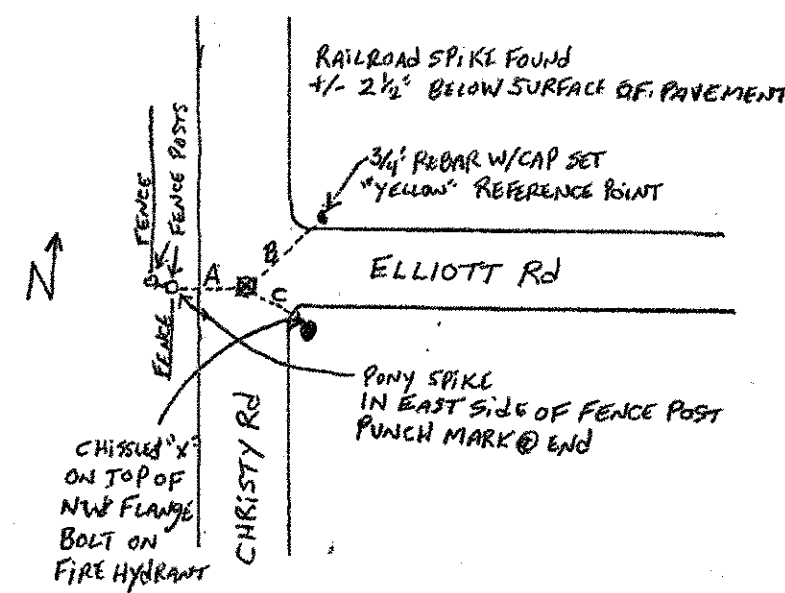 RAILROAD SPIKE FOUND
+/- 2½" BELOW SURFACE OF PAVEMENT
3/4" REBAR W/CAP SET
"YELLOW" REFERENCE POINT
FENCE
FENCE POSTS
N
A
B
C
ELLIOTT Rd
FENCE
PONY SPIKE
IN EAST SidE OF FENCE POST
PUNCH MARK @ END
CHRISTY Rd
CHISSLED "X"
ON TOP OF
NW FLANGE
BOLT ON
FIRE HYDRANT